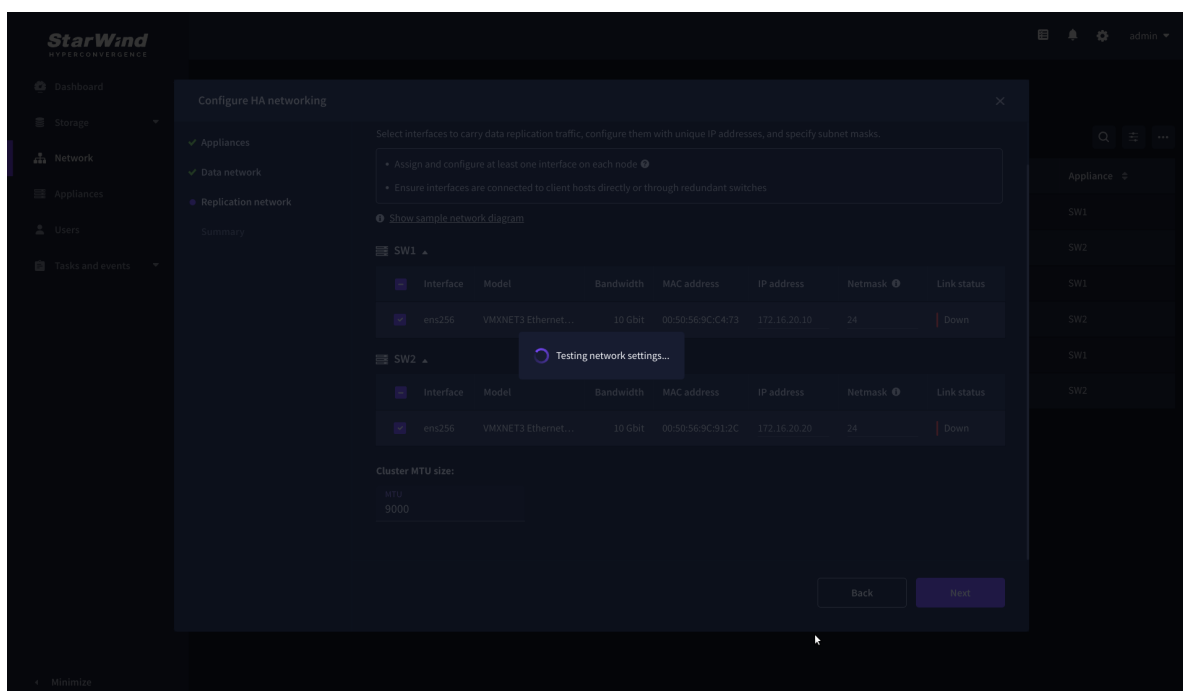 StarWind
HYPERCONVERGENCE
admin
Dashboard
Storage
Network
Appliances
Users
Tasks and events
Minimize
Configure HA networking
Appliances
Data network
Replication network
Summary
Select interfaces to carry data replication traffic, configure them with unique IP addresses, and specify subnet masks.
• Assign and configure at least one interface on each node
• Ensure interfaces are connected to client hosts directly or through redundant switches
Show sample network diagram
SW1
Interface Model Bandwidth MAC address IP address Netmask Link status
ens256 VMXNET3 Ethernet... 10 Gbit 00:50:56:9C:C4:73 172.16.20.10 24 Down
Testing network settings...
SW2
Interface Model Bandwidth MAC address IP address Netmask Link status
ens256 VMXNET3 Ethernet... 10 Gbit 00:50:56:9C:91:2C 172.16.20.20 24 Down
Cluster MTU size:
MTU
9000
Back Next
Appliance
SW1
SW2
SW1
SW2
SW1
SW2